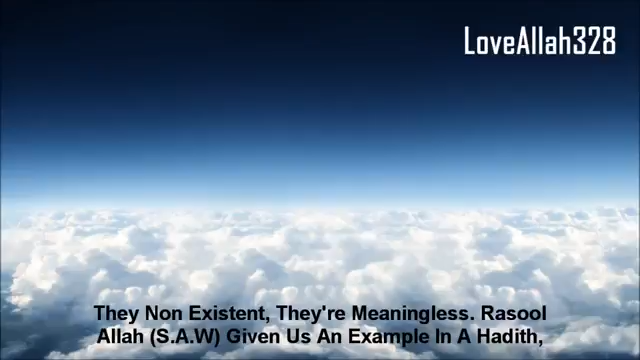 LoveAllah328
They Non Existent, They're Meaningless. Rasool
Allah (S.A.W) Given Us An Example In A Hadith,